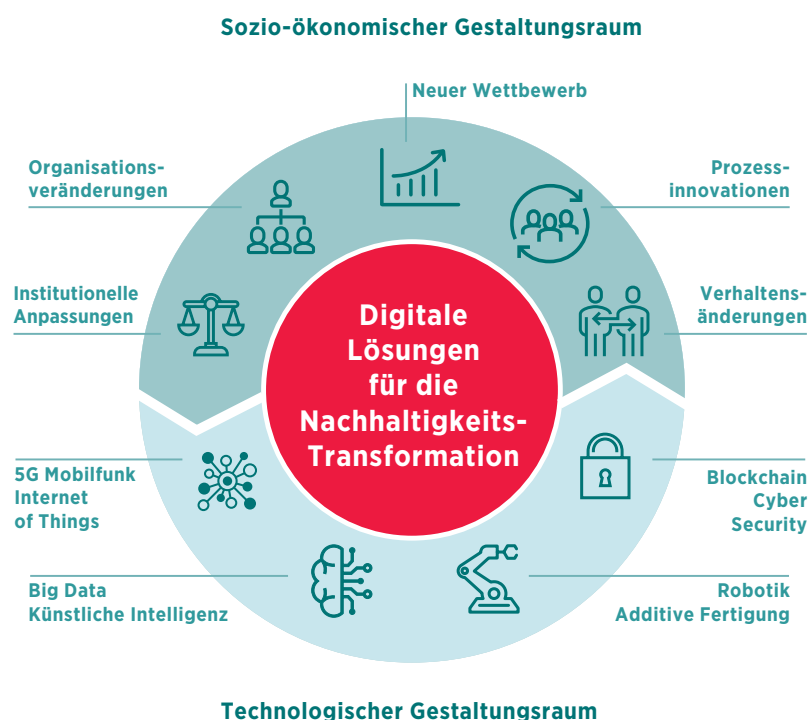 Sozio-ökonomischer Gestaltungsraum
Neuer Wettbewerb
Organisations-
veränderungen
Prozess-
innovationen
Institutionelle
Anpassungen
Verhaltens-
änderungen
Digitale
Lösungen
für die
Nachhaltigkeits-
Transformation
5G Mobilfunk
Internet
of Things
Blockchain
Cyber
Security
Big Data
Künstliche Intelligenz
Robotik
Additive Fertigung
Technologischer Gestaltungsraum